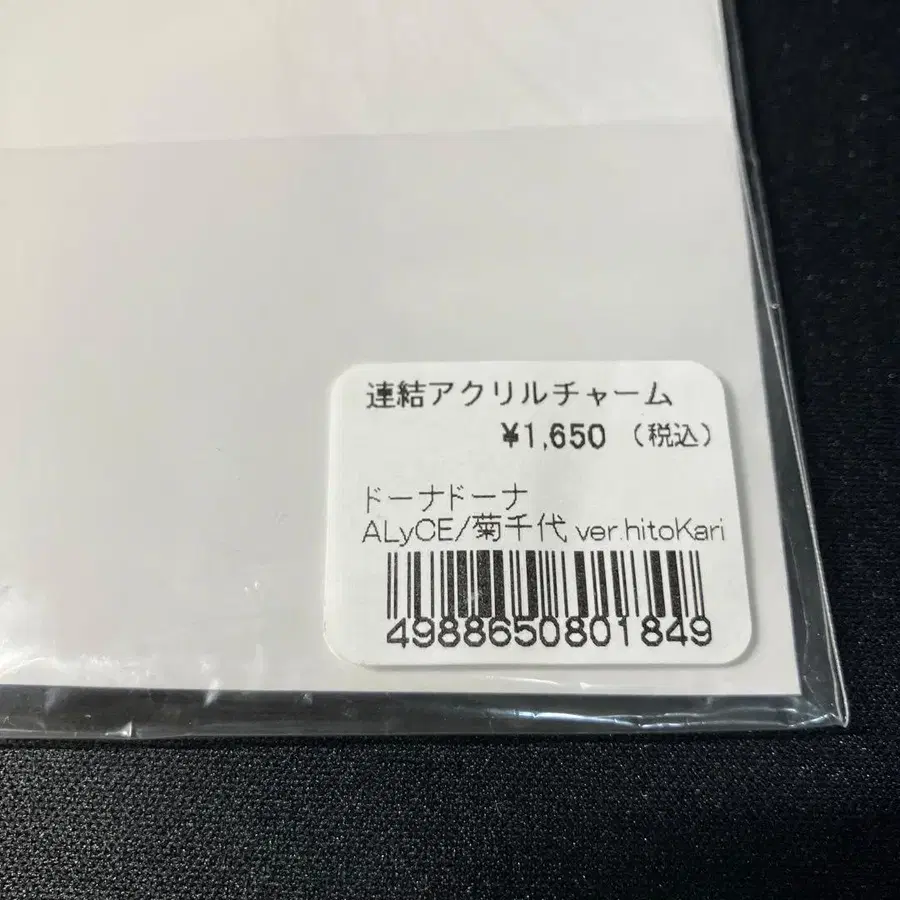 連結アクリルチャーム
¥1,650 (税込)
ドーナドーナ
ALyCE/菊千代 ver.hitoKari
4988650801849